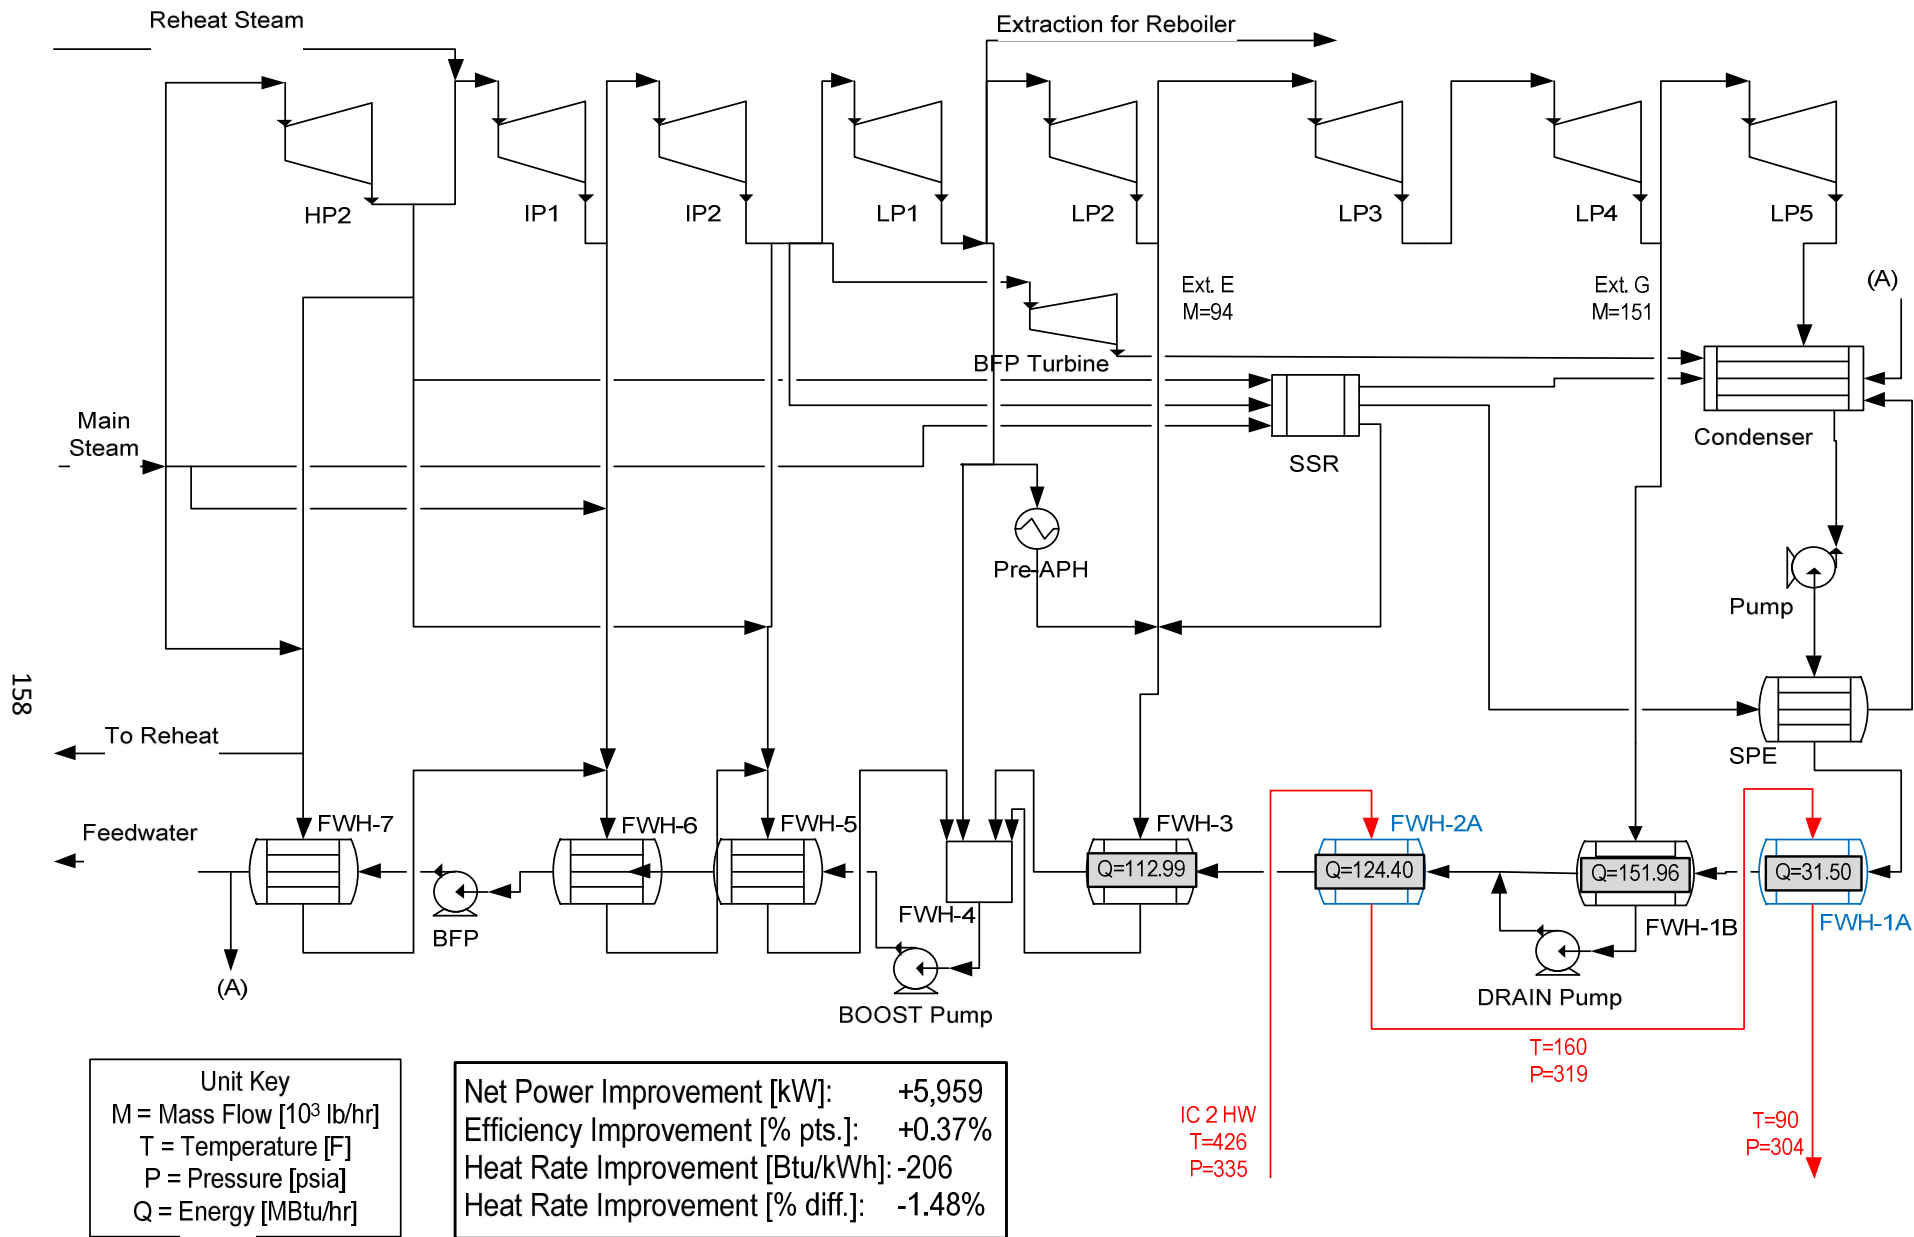 Reheat Steam
Extraction for Reboiler
HP2
IP1
IP2
LP1
LP2
LP3
LP4
LP5
Ext. E
M=94
Ext. G
M=151
(A)
BFP Turbine
Main
Steam
SSR
Condenser
Pre-APH
Pump
158
To Reheat
SPE
Feedwater
FWH-7
FWH-6
FWH-5
FWH-3
FWH-2A
Q=112.99
Q=124.40
Q=151.96
Q=31.50
FWH-4
FWH-1B
FWH-1A
BFP
(A)
BOOST Pump
DRAIN Pump
T=160
P=319
IC 2 HW
T=426
P=335
T=90
P=304
Unit Key
M = Mass Flow [10³ lb/hr]
T = Temperature [F]
P = Pressure [psia]
Q = Energy [MBtu/hr]
Net Power Improvement [kW]: +5,959
Efficiency Improvement [% pts.]: +0.37%
Heat Rate Improvement [Btu/kWh]: -206
Heat Rate Improvement [% diff.]: -1.48%